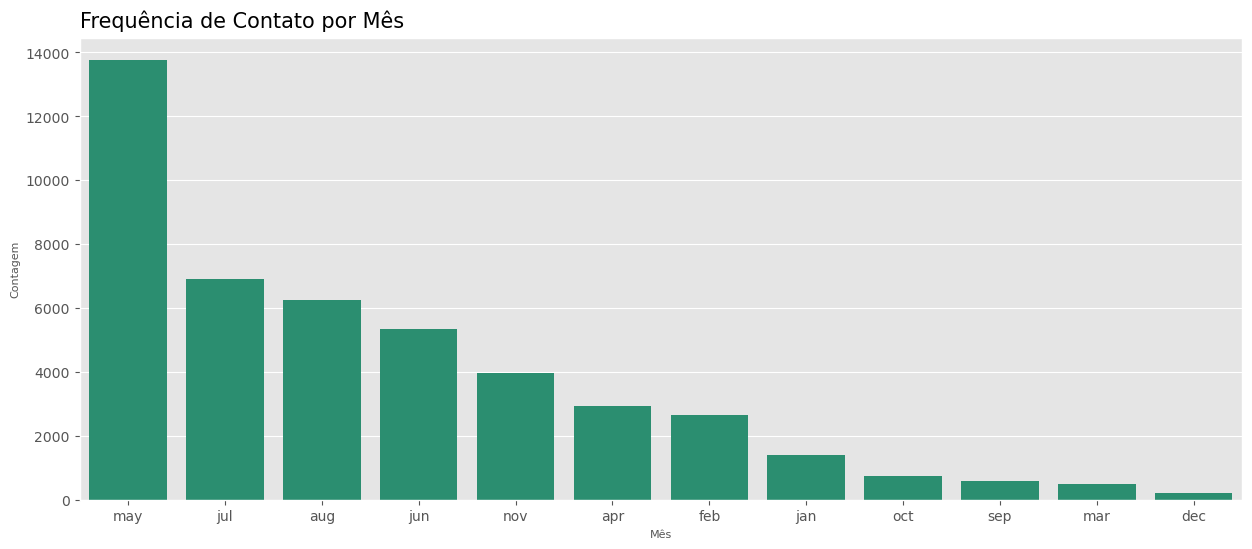 Frequência de Contato por Mês
14000
12000
10000
8000
6000
4000
2000
0
Contagem
may jul aug jun nov apr feb jan oct sep mar dec
Mês